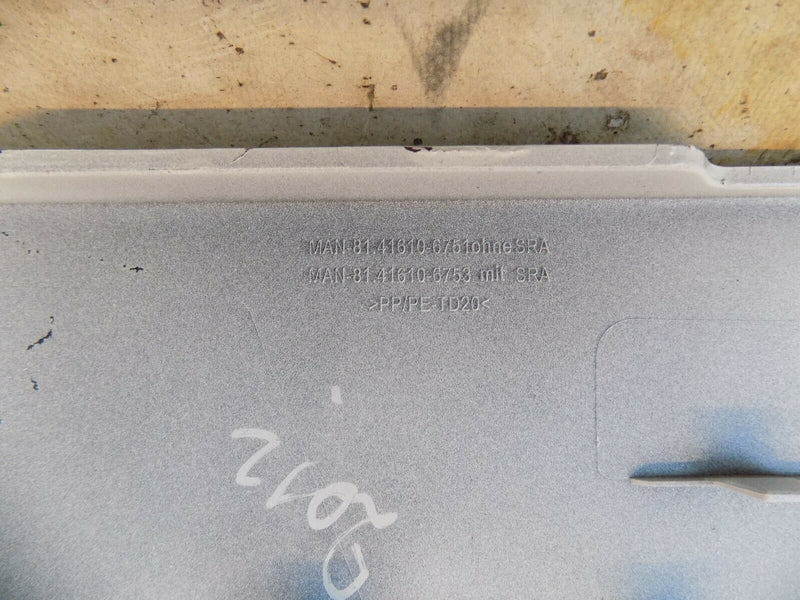 MAN-81.41610-6751ohne SRA
MAN-81.41610-6753 mit SRA
>PP/PE-TD20<